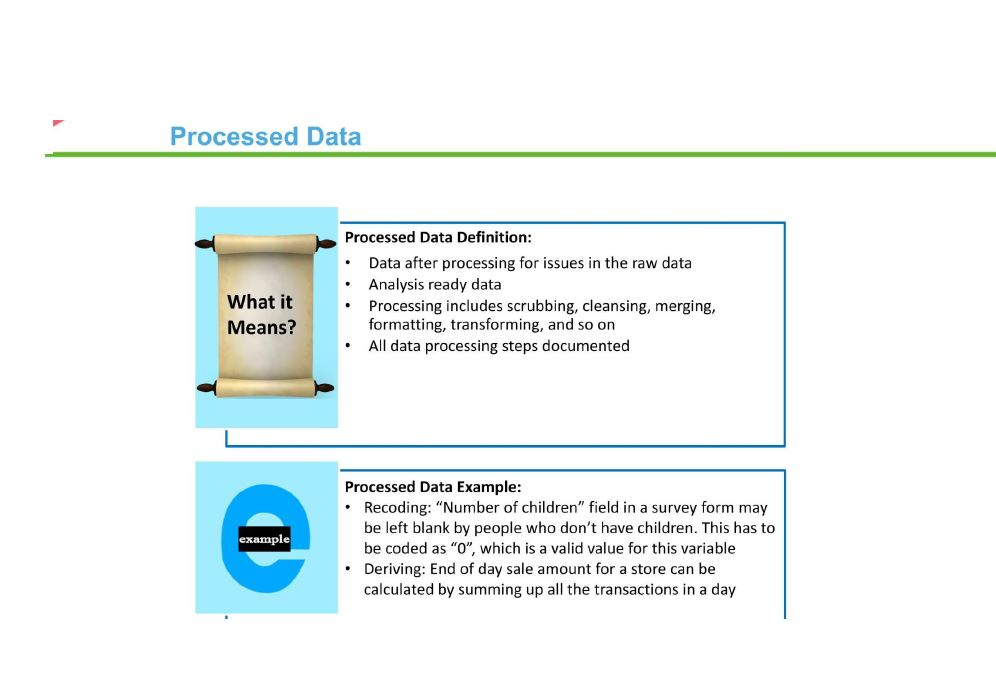 Processed Data
What it
Means?
Processed Data Definition:
• Data after processing for issues in the raw data
• Analysis ready data
• Processing includes scrubbing, cleansing, merging,
formatting, transforming, and so on
• All data processing steps documented
example
Processed Data Example:
• Recoding: “Number of children” field in a survey form may
be left blank by people who don’t have children. This has to
be coded as “0”, which is a valid value for this variable
• Deriving: End of day sale amount for a store can be
calculated by summing up all the transactions in a day